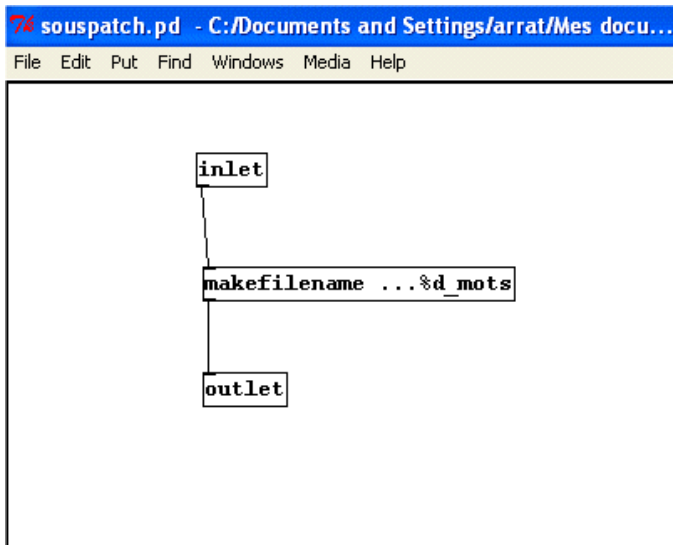 souspatch.pd - C:/Documents and Settings/arrat/Mes docu...
File Edit Put Find Windows Media Help
inlet
makefilename ...%d_mots
outlet